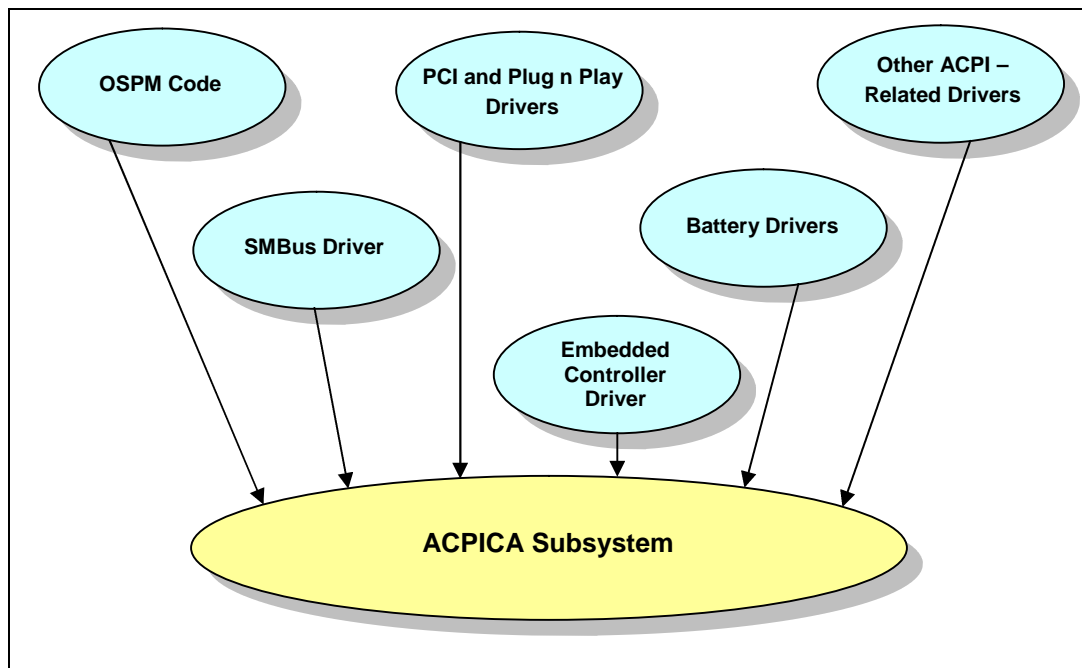 OSPM Code
PCI and Plug n Play
Drivers
Other ACPI –
Related Drivers
SMBus Driver
Battery Drivers
Embedded
Controller
Driver
ACPICA Subsystem